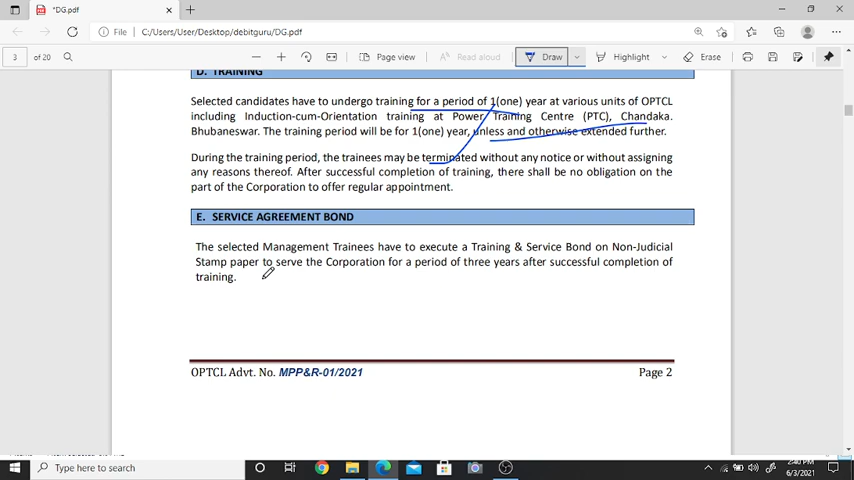 *DG.pdf
File C:/Users/User/Desktop/debitguru/DG.pdf
3 of 20 Page view Read aloud Draw Highlight Erase
D. TRAINING
Selected candidates have to undergo training for a period of 1(one) year at various units of OPTCL
including Induction-cum-Orientation training at Power Training Centre (PTC), Chandaka.
Bhubaneswar. The training period will be for 1(one) year, unless and otherwise extended further.
During the training period, the trainees may be terminated without any notice or without assigning
any reasons thereof. After successful completion of training, there shall be no obligation on the
part of the Corporation to offer regular appointment.
E. SERVICE AGREEMENT BOND
The selected Management Trainees have to execute a Training & Service Bond on Non-Judicial
Stamp paper to serve the Corporation for a period of three years after successful completion of
training.
OPTCL Advt. No. MPP&R-01/2021 Page 2
Type here to search
2:40 PM
6/3/2021